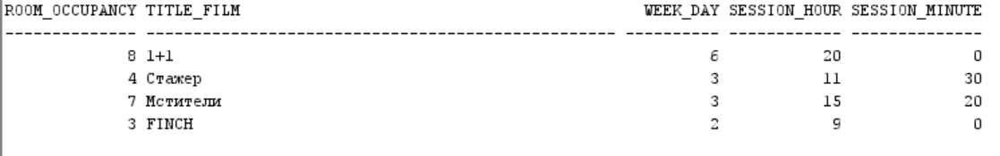 ROOM_OCCUPANCY TITLE_FILM WEEK_DAY SESSION_HOUR SESSION_MINUTE
-------------- -------------------------------------------------- ---------- ------------ --------------
8 1+1 6 20 0
4 Стажер 3 11 30
7 Мстители 3 15 20
3 FINCH 2 9 0